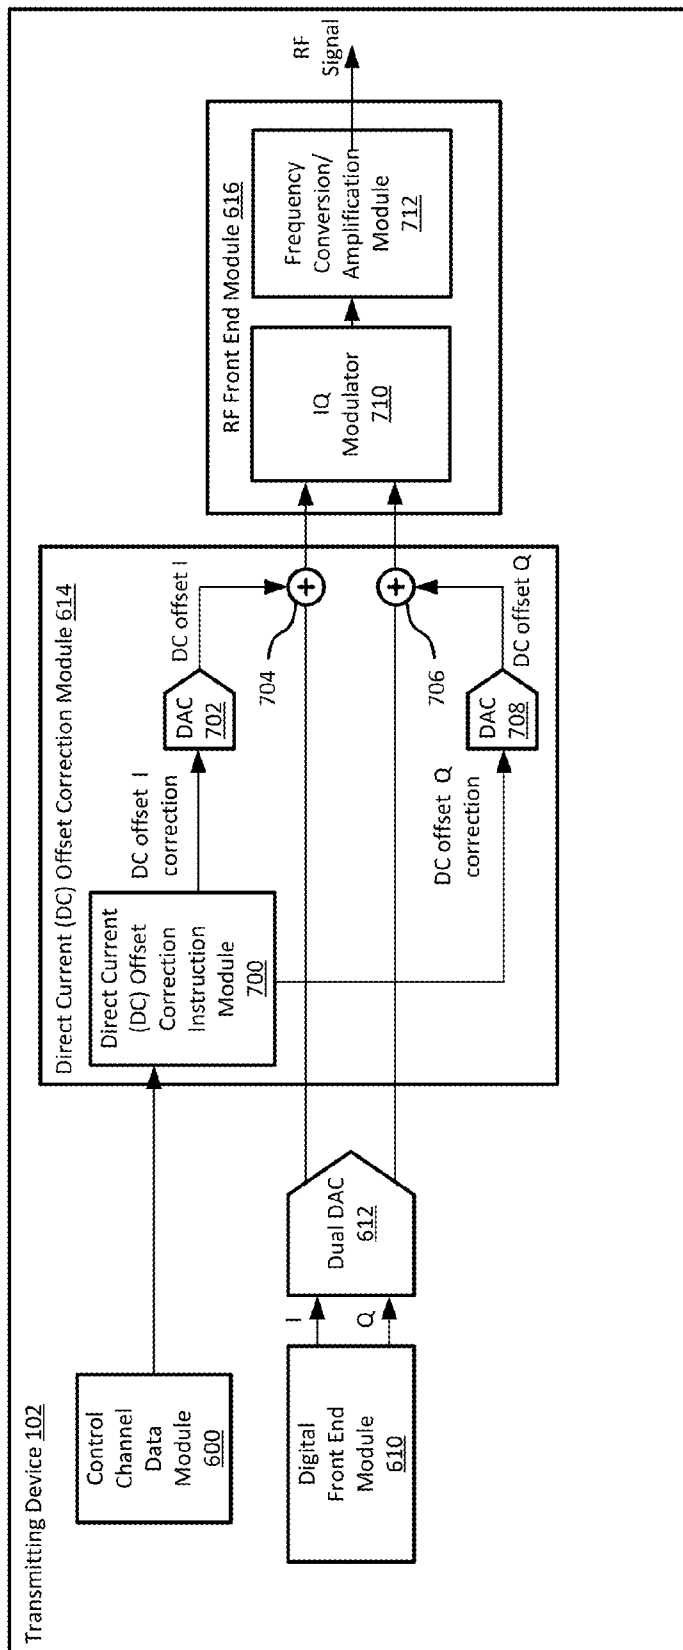 Transmitting Device 102
Control
Channel
Data
Module
600
Digital
Front End
Module
610
I
Q
Dual DAC
612
Direct Current (DC) Offset Correction Module 614
Direct Current
(DC) Offset
Correction
Instruction
Module
700
DC offset I
correction
DAC
702
DC offset I
704
706
DC offset Q
correction
DAC
708
DC offset Q
RF Front End Module 616
IQ
Modulator
710
Frequency
Conversion/
Amplification
Module
712
RF
Signal